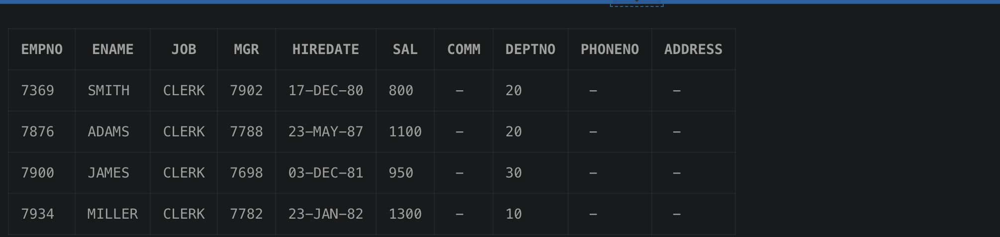 EMPNO ENAME JOB MGR HIREDATE SAL COMM DEPTNO PHONENO ADDRESS
7369 SMITH CLERK 7902 17-DEC-80 800 - 20 - -
7876 ADAMS CLERK 7788 23-MAY-87 1100 - 20 - -
7900 JAMES CLERK 7698 03-DEC-81 950 - 30 - -
7934 MILLER CLERK 7782 23-JAN-82 1300 - 10 - -